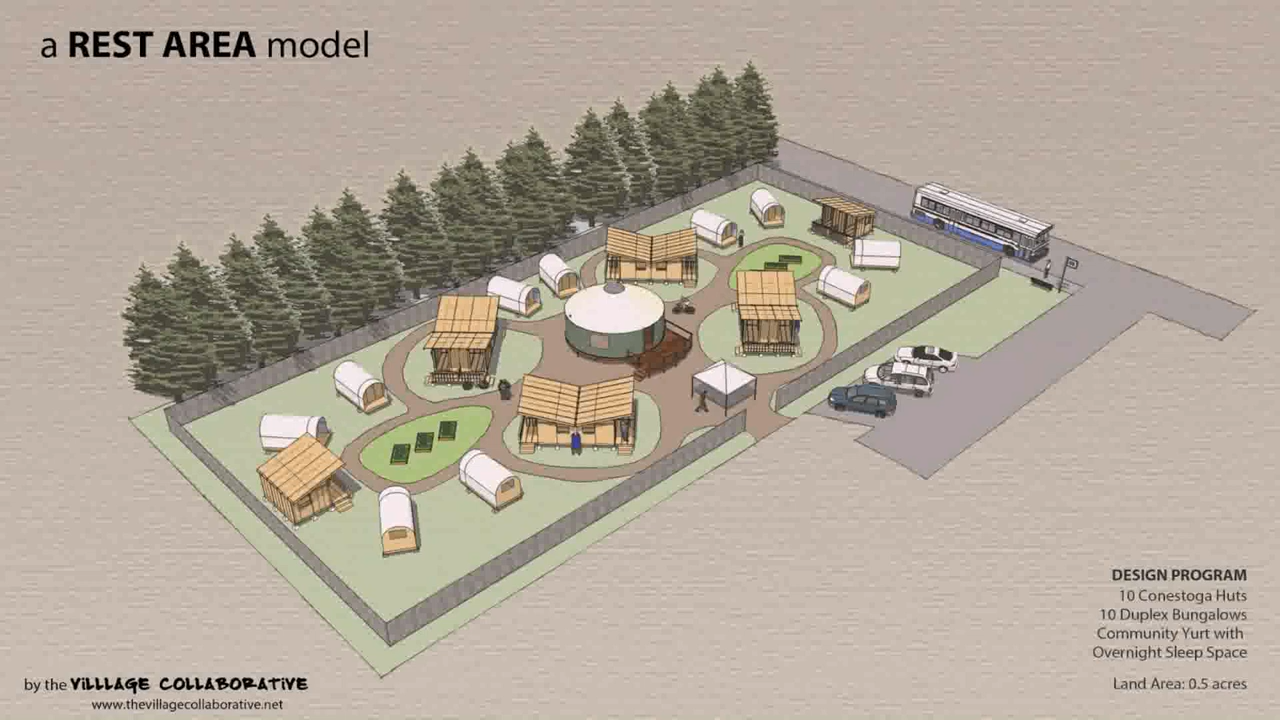 a REST AREA model
DESIGN PROGRAM
10 Conestoga Huts
10 Duplex Bungalows
Community Yurt with
Overnight Sleep Space
Land Area: 0.5 acres
by the ViLLLAGE COLLABORATiVE
www.thevillagecollaborative.net